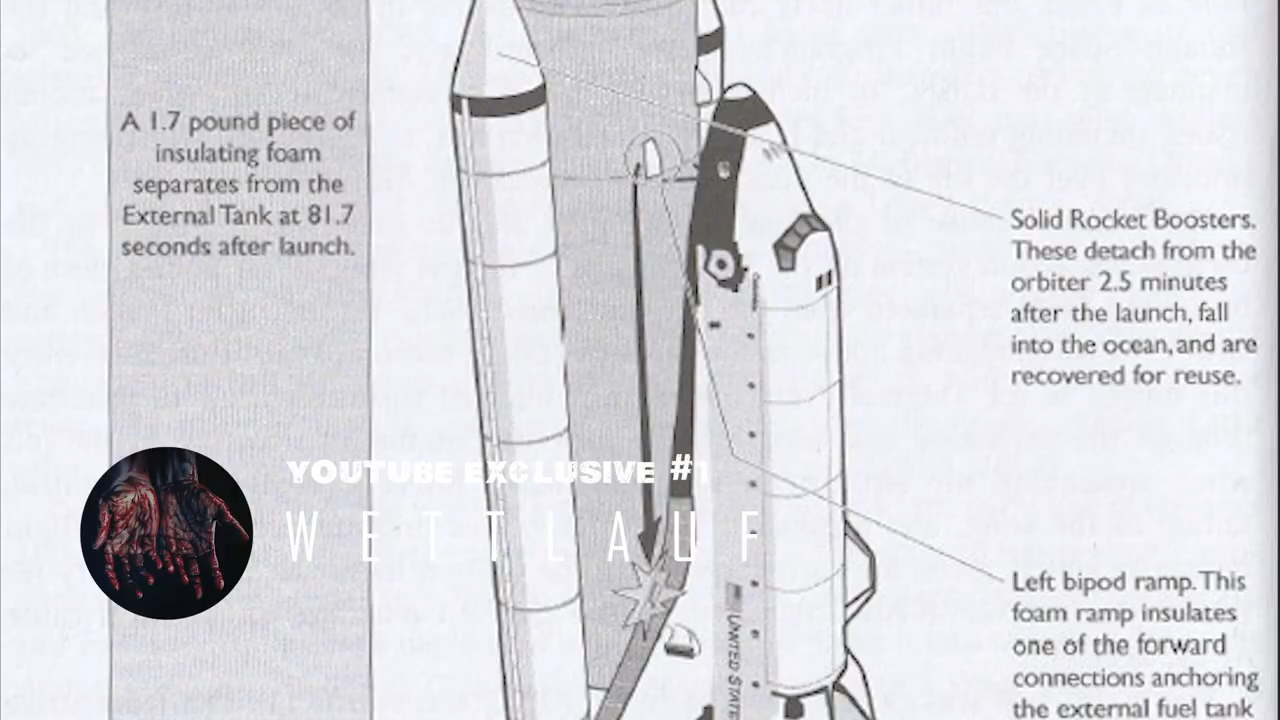 A 1.7 pound piece of
insulating foam
separates from the
External Tank at 81.7
seconds after launch.
Solid Rocket Boosters.
These detach from the
orbiter 2.5 minutes
after the launch, fall
into the ocean, and are
recovered for reuse.
YOUTUBE EXCLUSIVE #1
WETTLAUF
Left bipod ramp. This
foam ramp insulates
one of the forward
connections anchoring
the external fuel tank
UNITED STATE